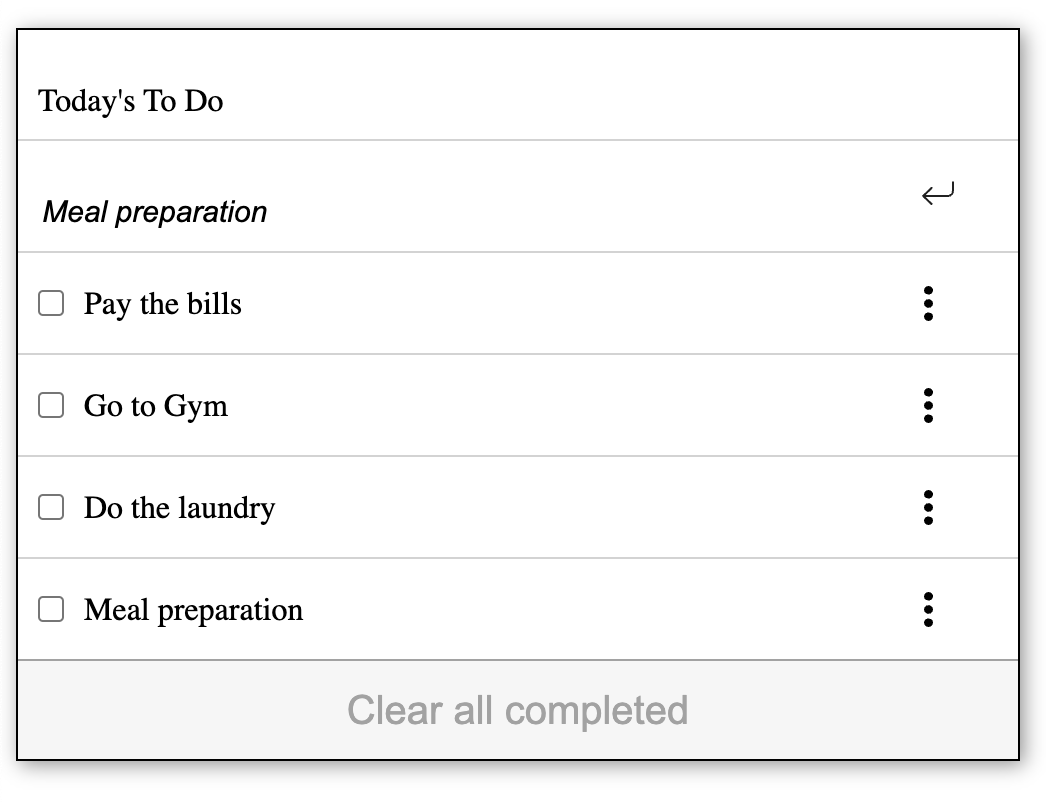 Today's To Do
Meal preparation
Pay the bills
Go to Gym
Do the laundry
Meal preparation
Clear all completed